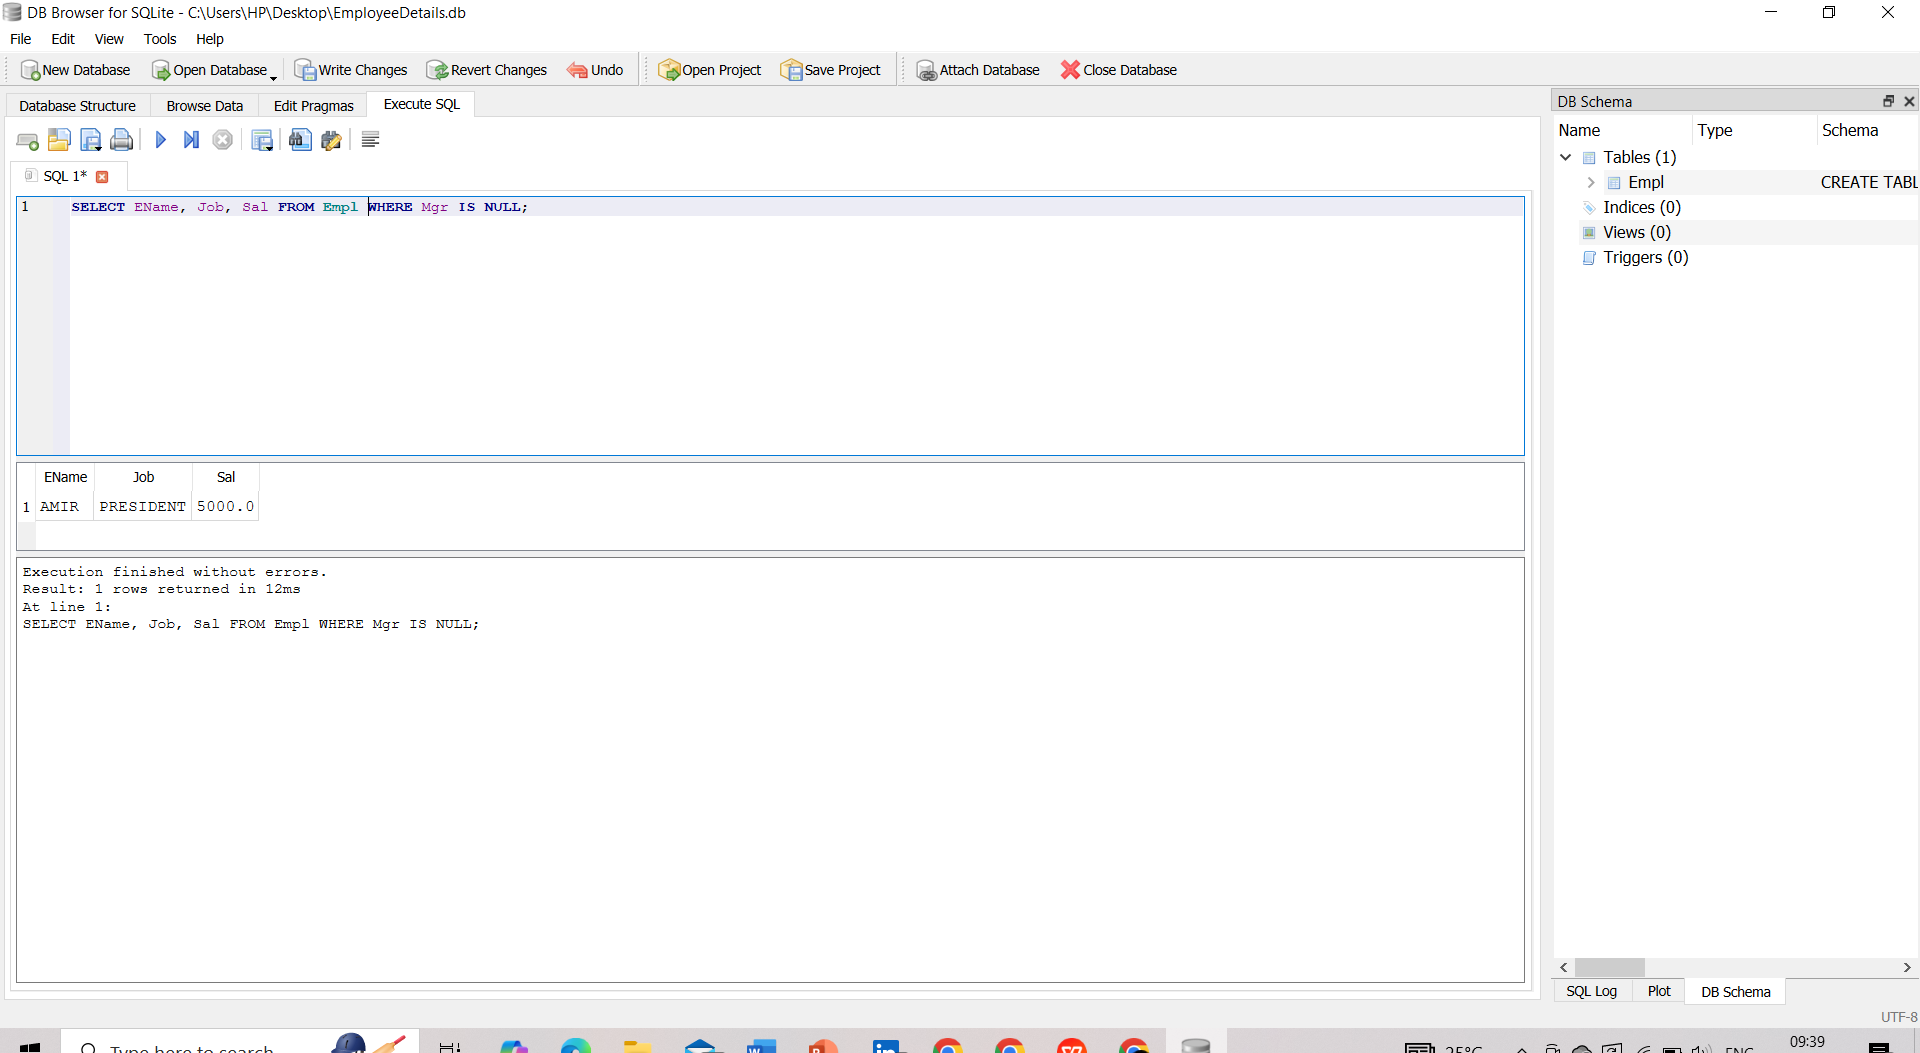 DB Browser for SQLite - C:\Users\HP\Desktop\EmployeeDetails.db
File Edit View Tools Help
New Database Open Database Write Changes Revert Changes Undo Open Project Save Project Attach Database Close Database
Database Structure Browse Data Edit Pragmas Execute SQL
SQL 1*
1 SELECT EName, Job, Sal FROM Empl WHERE Mgr IS NULL;
EName Job Sal
1 AMIR PRESIDENT 5000.0
Execution finished without errors.
Result: 1 rows returned in 12ms
At line 1:
SELECT EName, Job, Sal FROM Empl WHERE Mgr IS NULL;
DB Schema
Name Type Schema
Tables (1)
Empl CREATE TABL
Indices (0)
Views (0)
Triggers (0)
SQL Log Plot DB Schema
UTF-8
Type here to search
25°C ENG 09:39